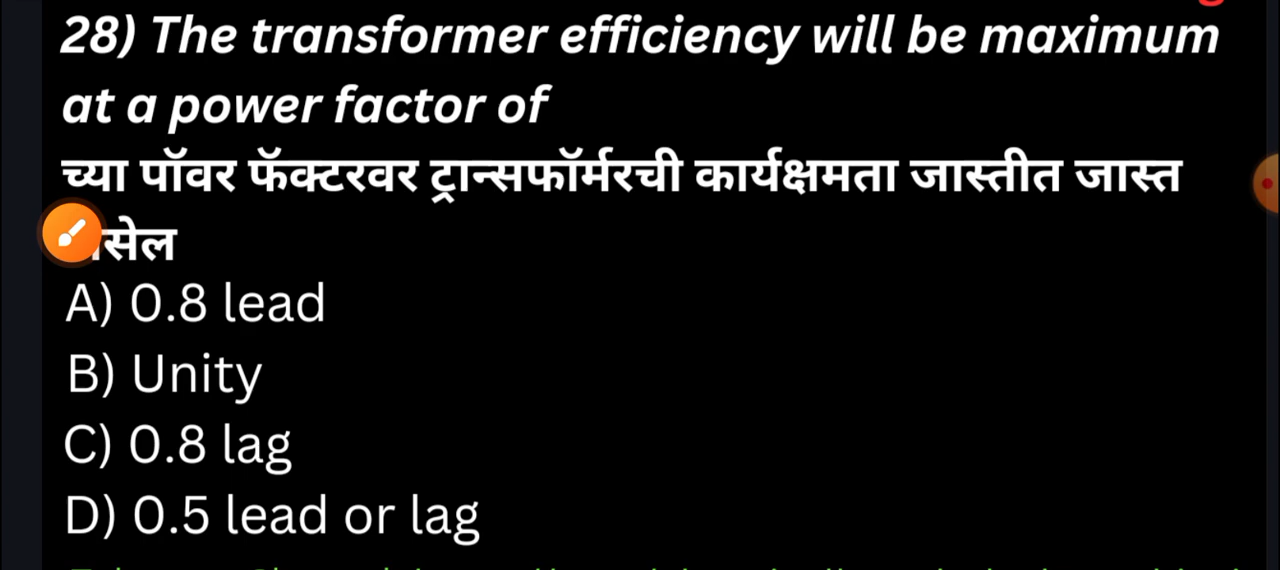 28) The transformer efficiency will be maximum
at a power factor of
च्या पॉवर फॅक्टरवर ट्रान्सफॉर्मरची कार्यक्षमता जास्तीत जास्त
A) 0.8 lead
B) Unity
C) 0.8 lag
D) 0.5 lead or lag